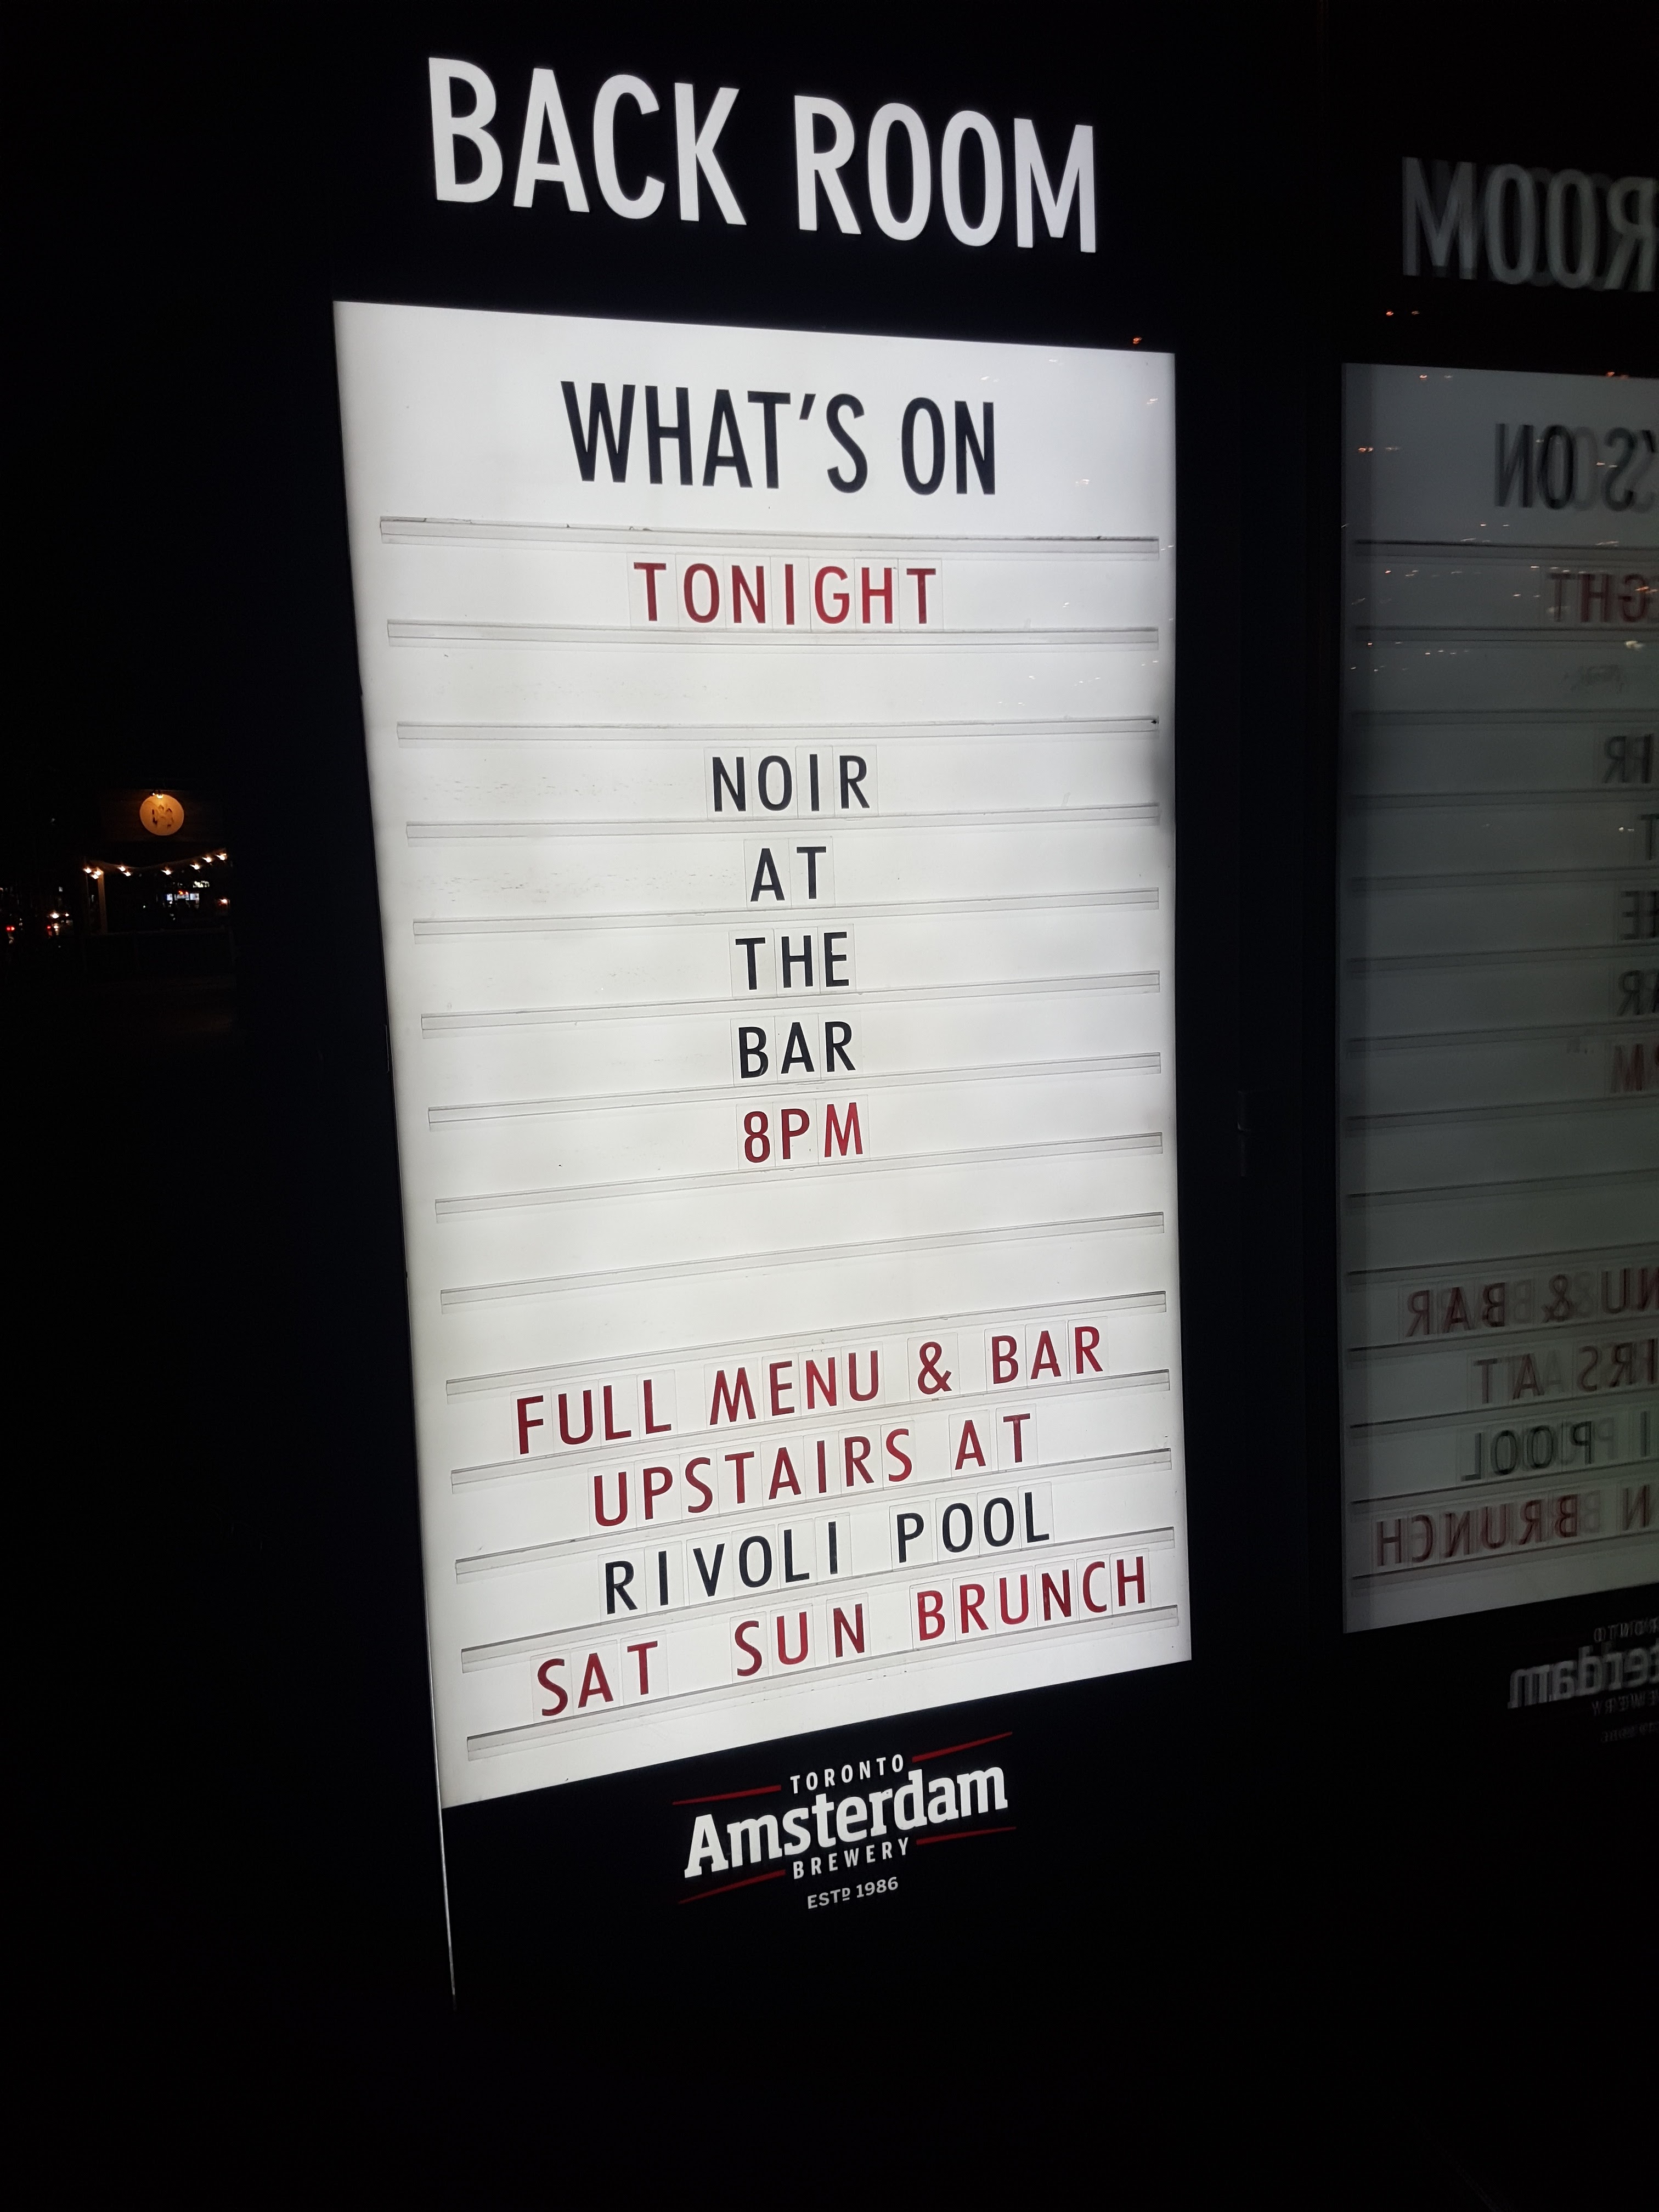 BACK ROOM
WHAT'S ON
TONIGHT
NOIR
AT
THE
BAR
8PM
FULL MENU & BAR
UPSTAIRS AT
RIVOLI POOL
SAT SUN BRUNCH
TORONTO
Amsterdam
BREWERY
ESTD 1986